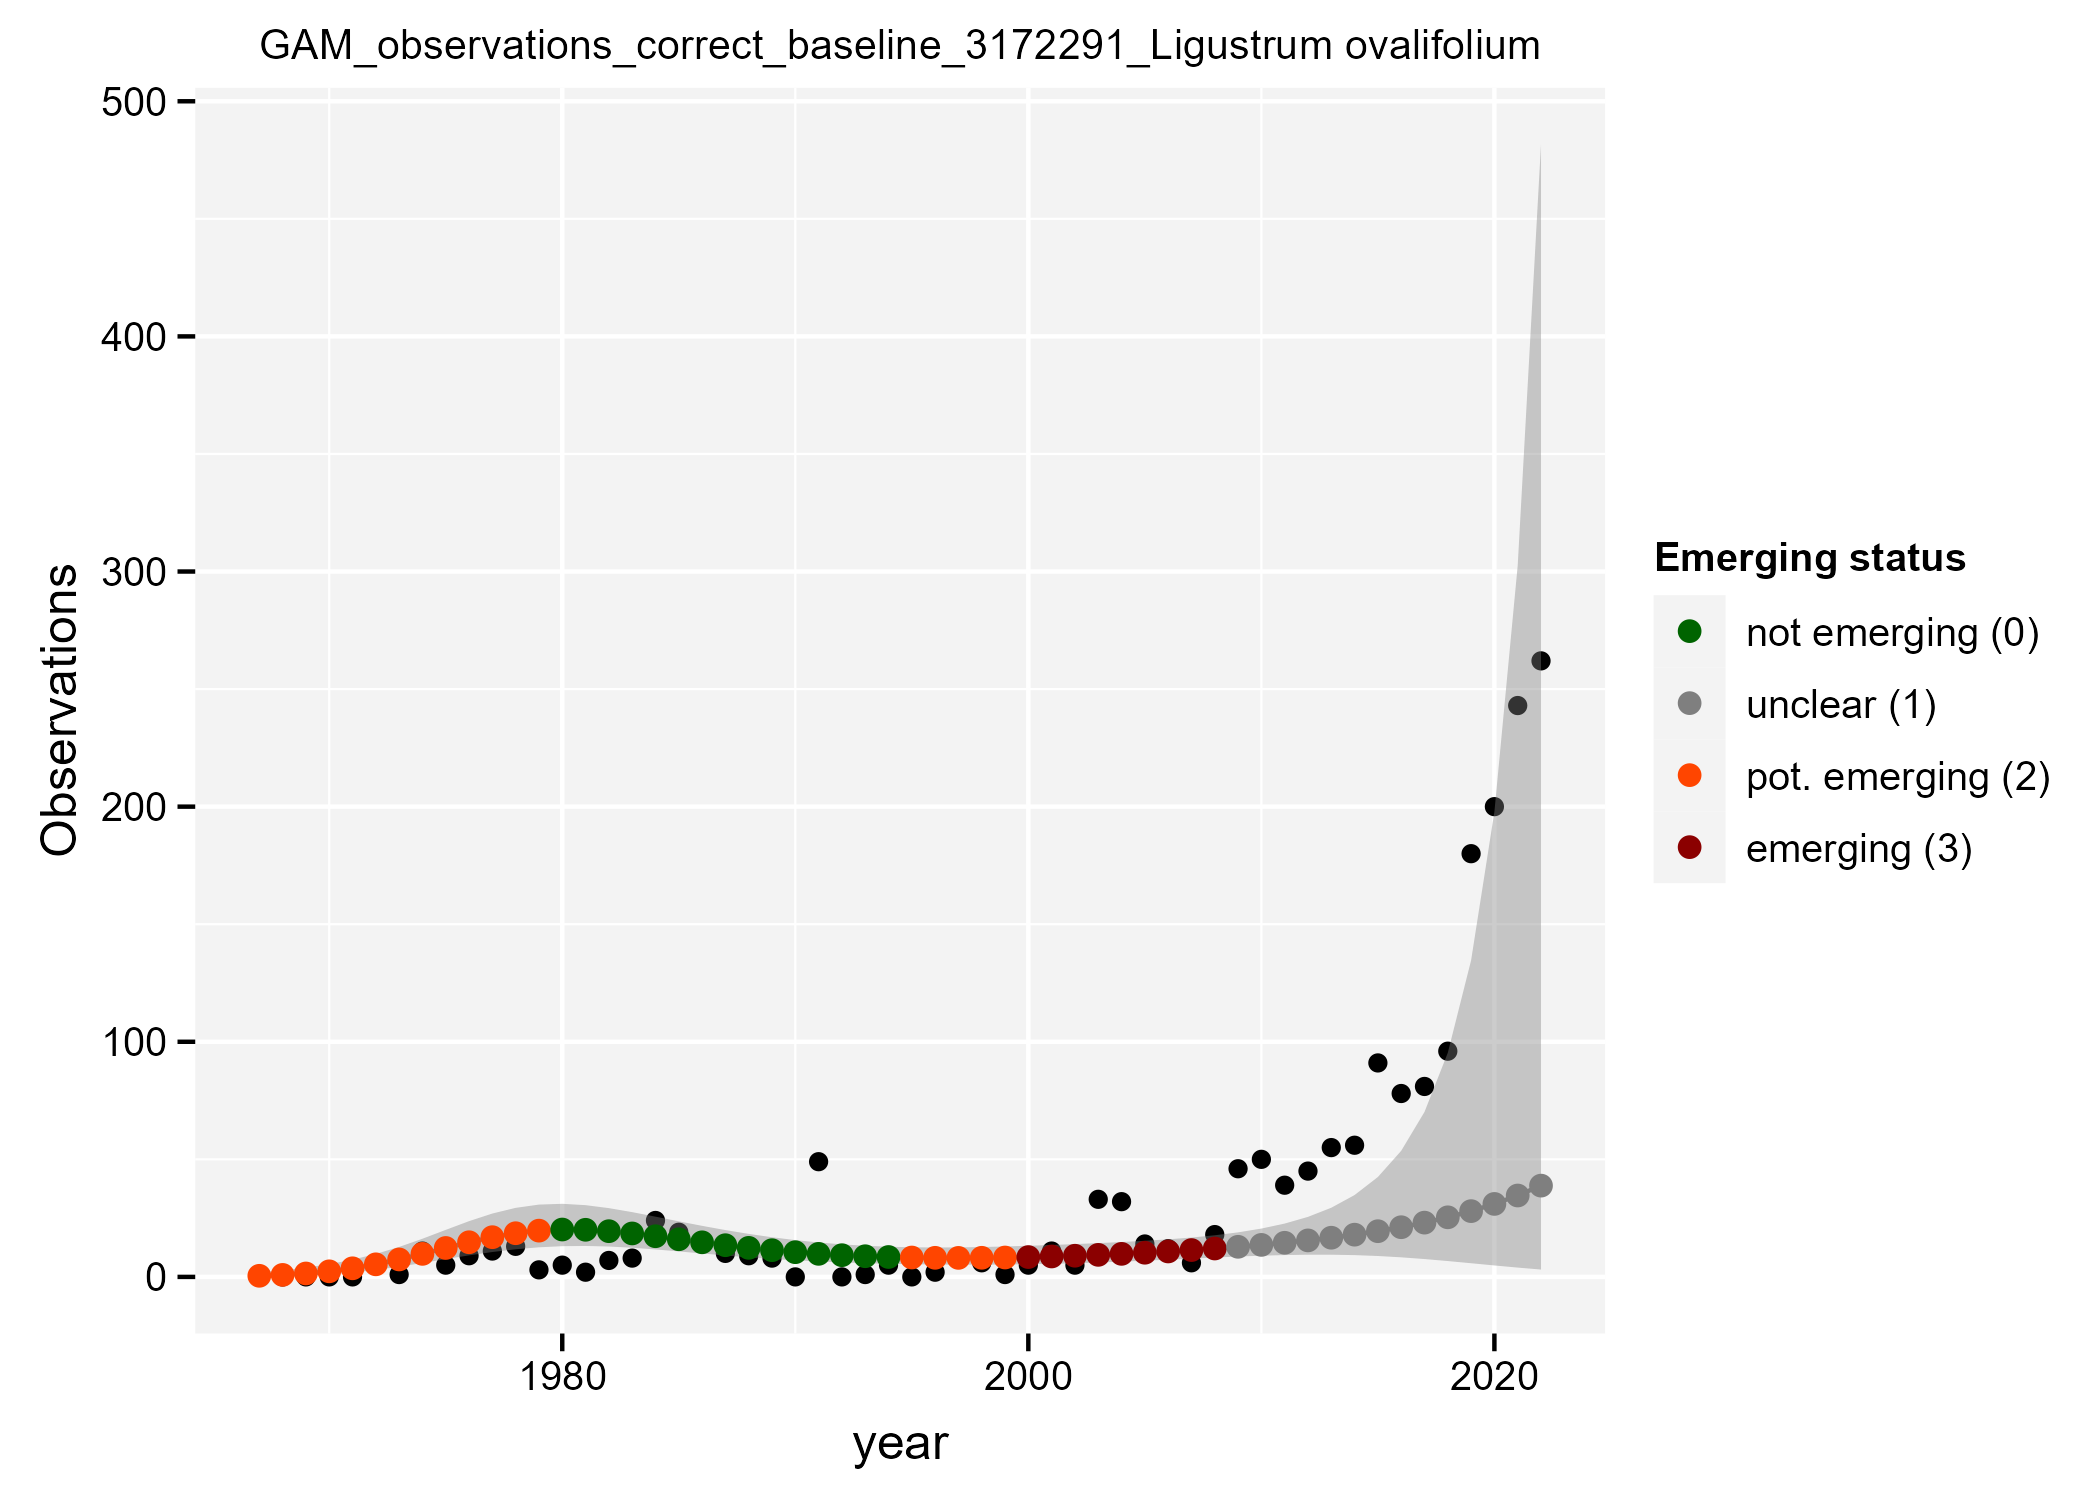 GAM_observations_correct_baseline_3172291_Ligustrum ovalifolium
500
400
300
200
100
0
Observations
1980
2000
2020
year
Emerging status
not emerging (0)
unclear (1)
pot. emerging (2)
emerging (3)